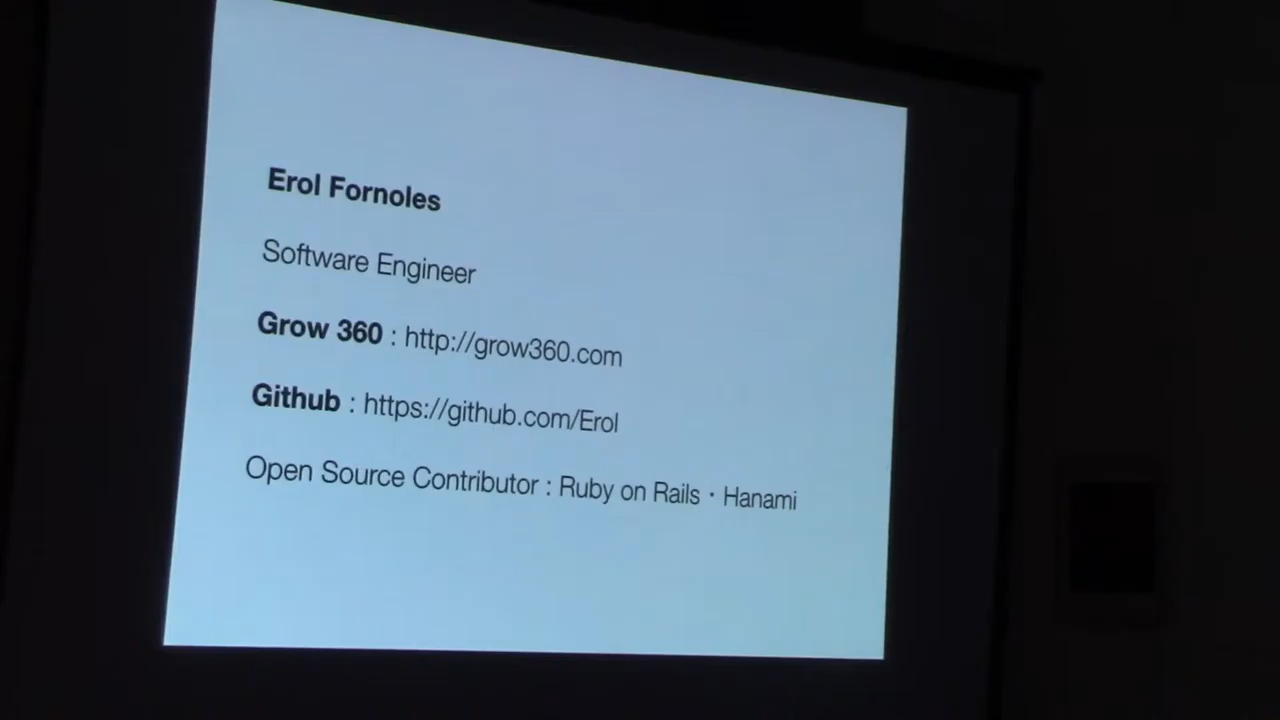 Erol Fornoles
Software Engineer
Grow 360 : http://grow360.com
Github : https://github.com/Erol
Open Source Contributor : Ruby on Rails · Hanami